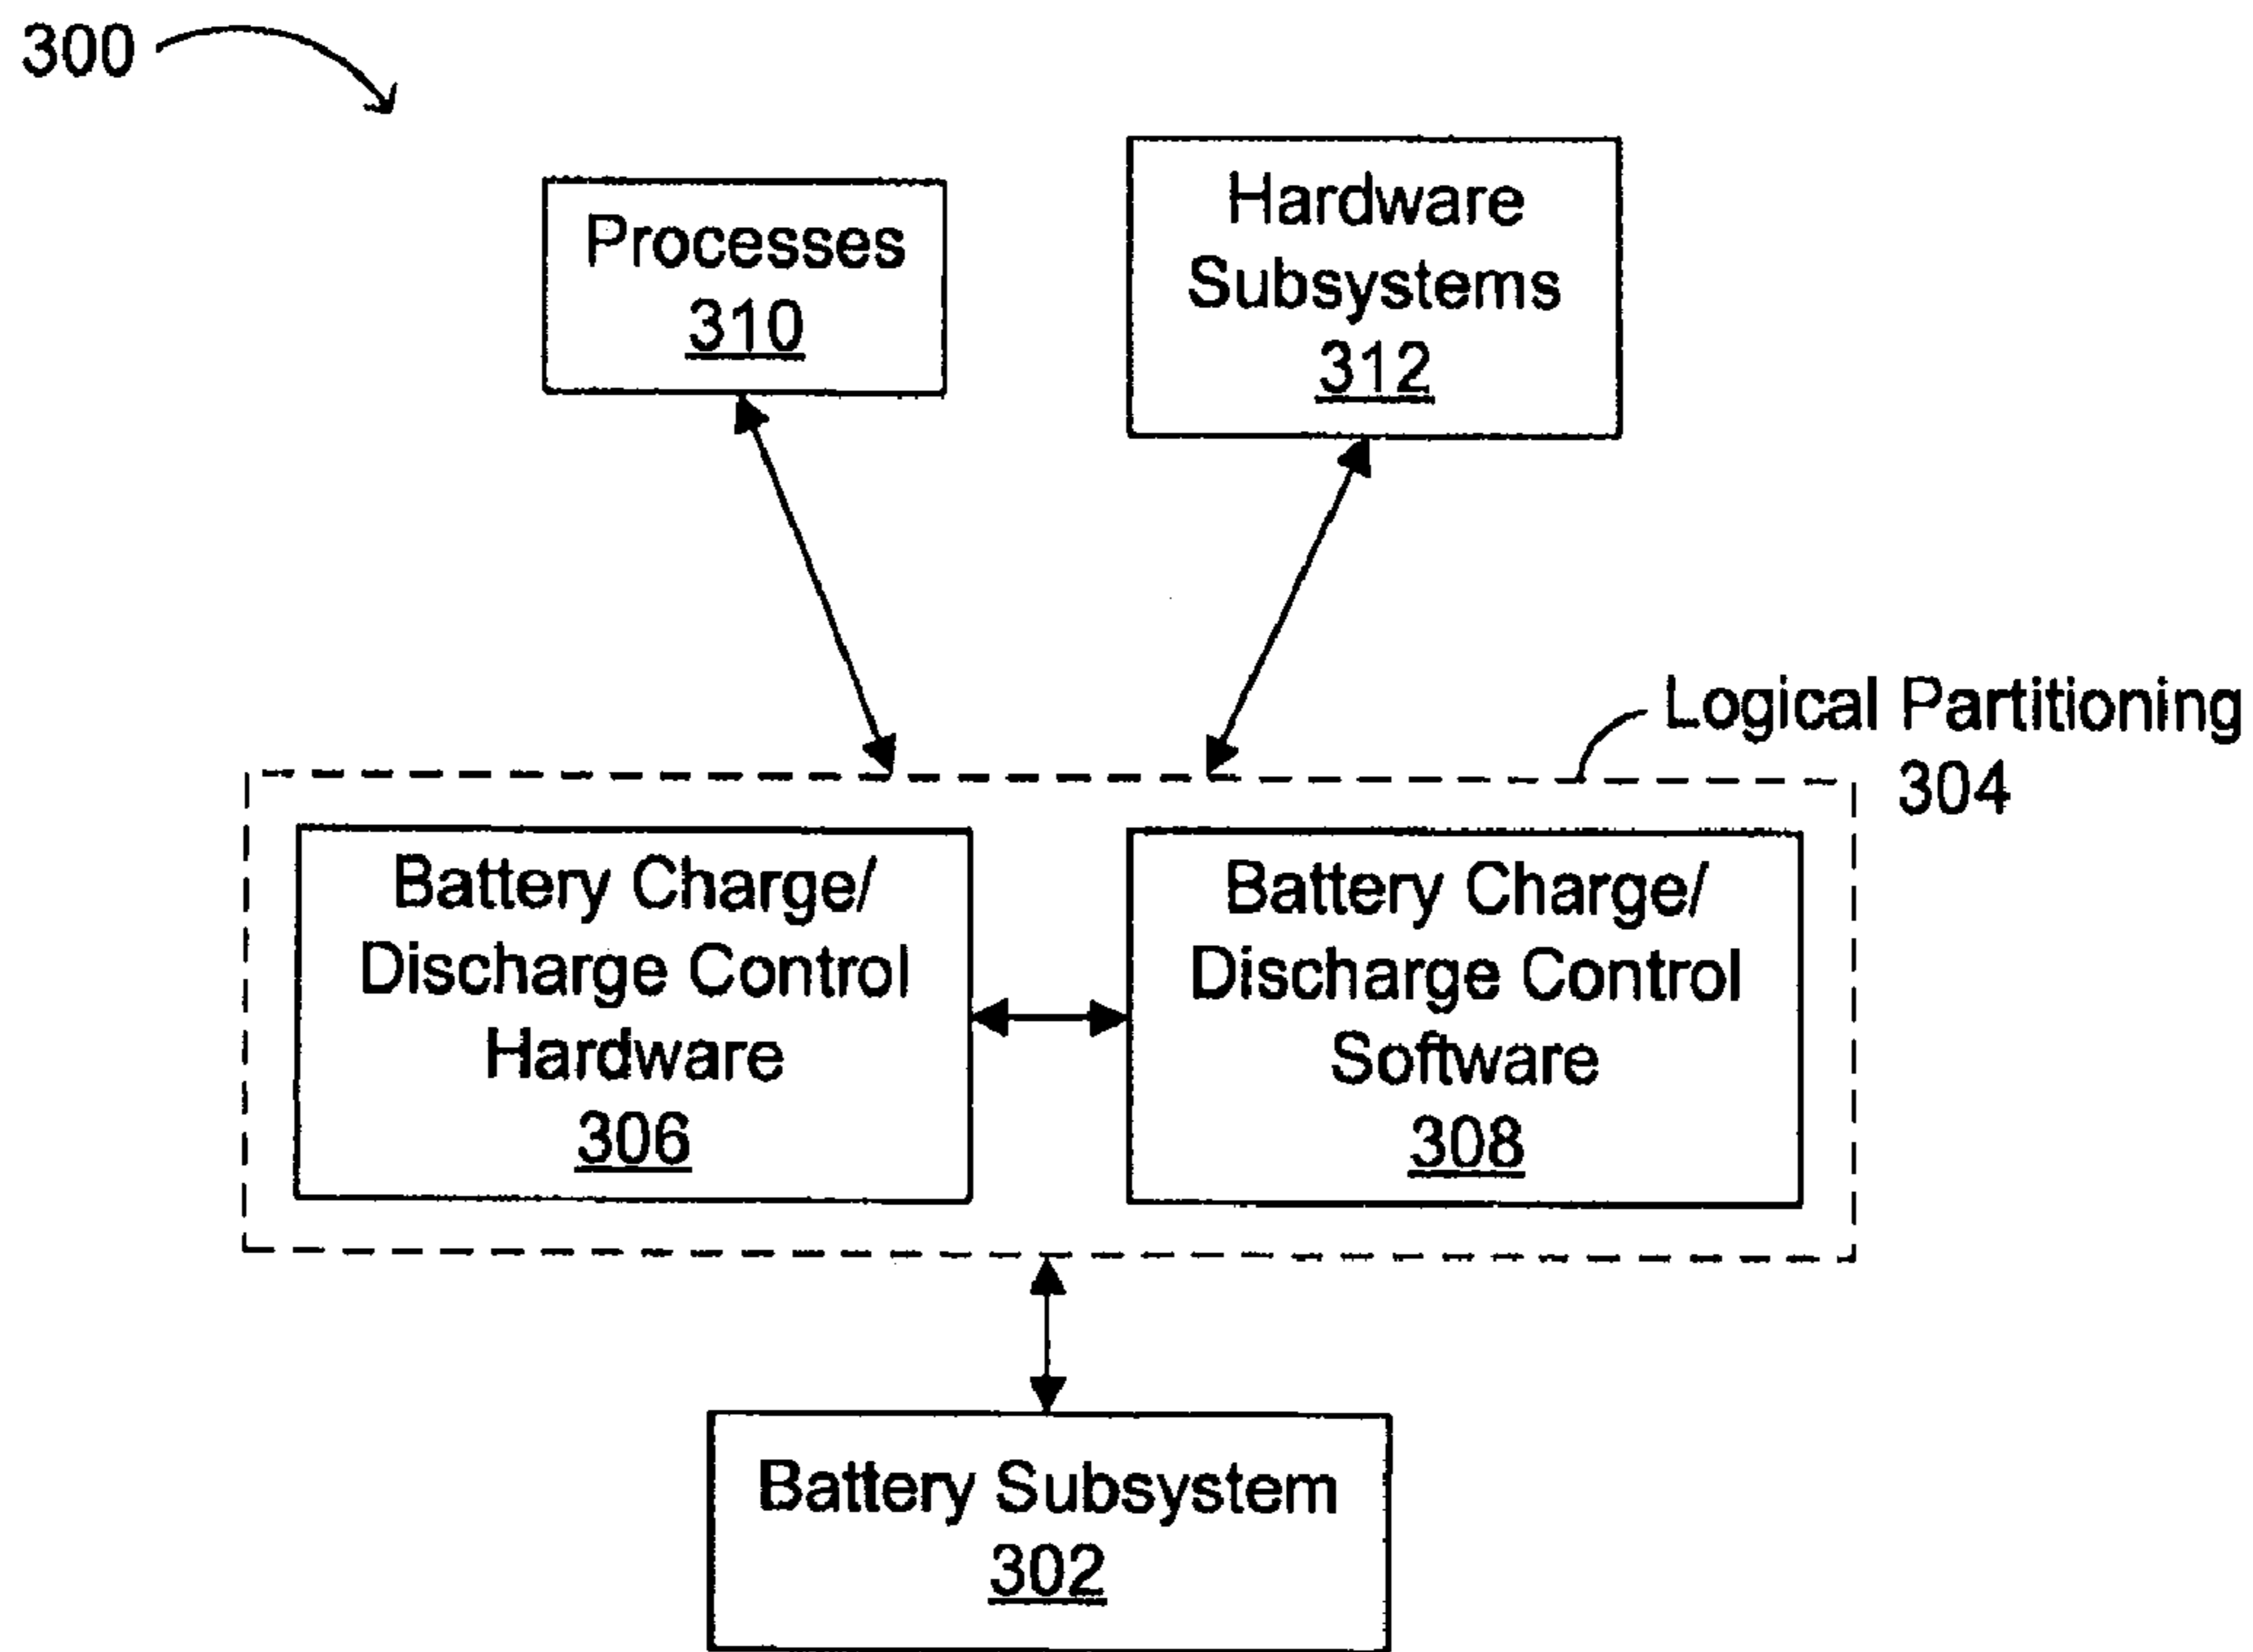 300
Processes
310
Hardware
Subsystems
312
Logical Partitioning
304
Battery Charge/
Discharge Control
Hardware
306
Battery Charge/
Discharge Control
Software
308
Battery Subsystem
302